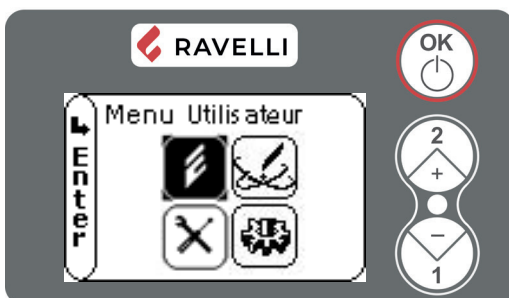 RAVELLI
OK
Menu Utilisateur
Enter
2
+
−
1